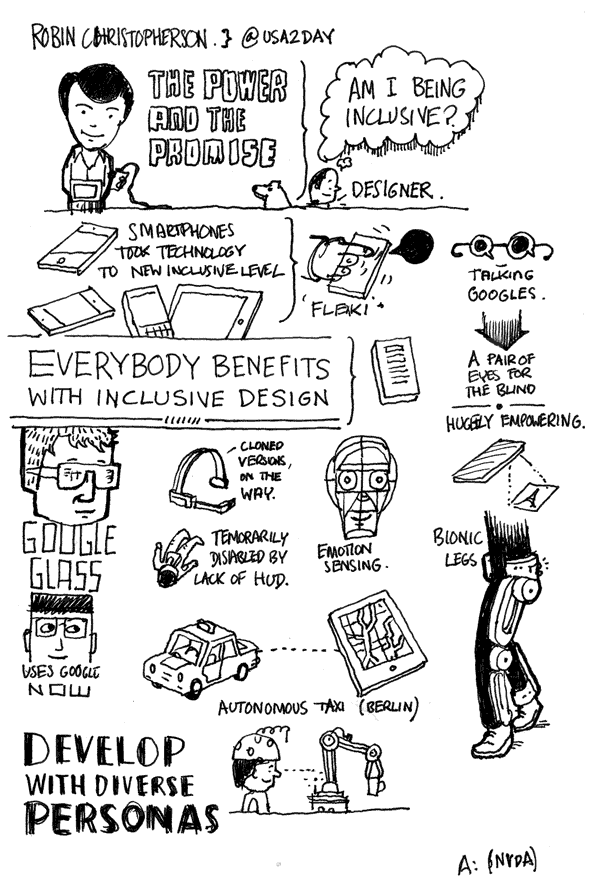 ROBIN CHRISTOPHERSON. } @USA2DAY
THE POWER
AND THE
PROMISE
AM I BEING
INCLUSIVE?
DESIGNER.
SMARTPHONES
TOOK TECHNOLOGY
TO NEW INCLUSIVE LEVEL
'FLEKI'
TALKING
GOOGLES.
A PAIR OF
EYES FOR
THE BLIND
HUGELY EMPOWERING.
EVERYBODY BENEFITS
WITH INCLUSIVE DESIGN
GOOGLE
GLASS
CLONED
VERSIONS,
ON THE
WAY.
TEMORARILY
DISABLED BY
LACK OF HUD.
EMOTION
SENSING.
A
BIONIC
LEGS
USES GOOGLE
NOW
AUTONOMOUS TAXI (BERLIN)
DEVELOP
WITH DIVERSE
PERSONAS
A: (NVDA)